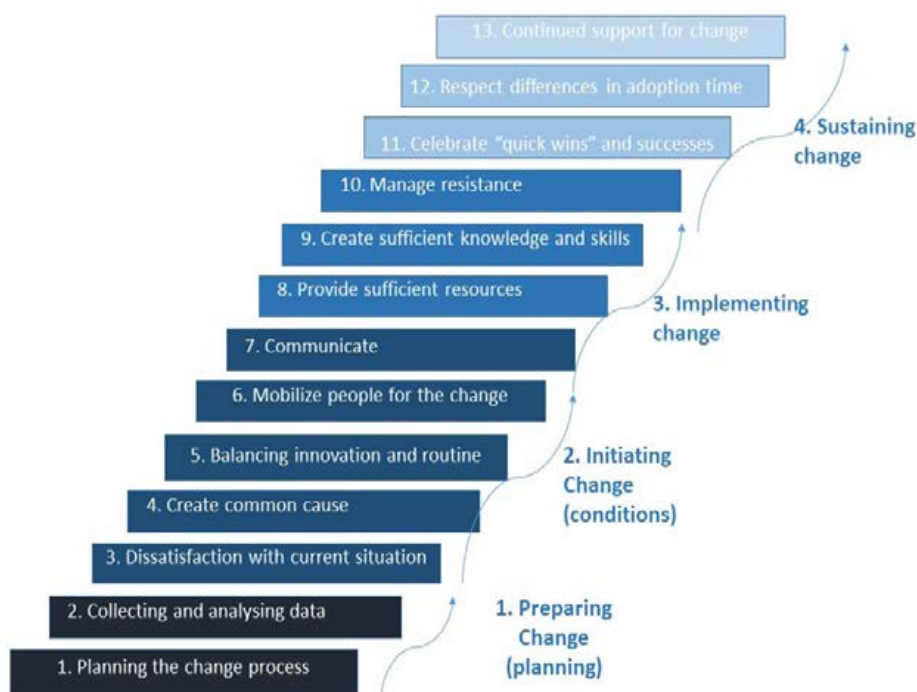 13. Continued support for change
12. Respect differences in adoption time
11. Celebrate “quick wins” and successes
10. Manage resistance
9. Create sufficient knowledge and skills
8. Provide sufficient resources
7. Communicate
6. Mobilize people for the change
5. Balancing innovation and routine
4. Create common cause
3. Dissatisfaction with current situation
2. Collecting and analysing data
1. Planning the change process
4. Sustaining
change
3. Implementing
change
2. Initiating
Change
(conditions)
1. Preparing
Change
(planning)